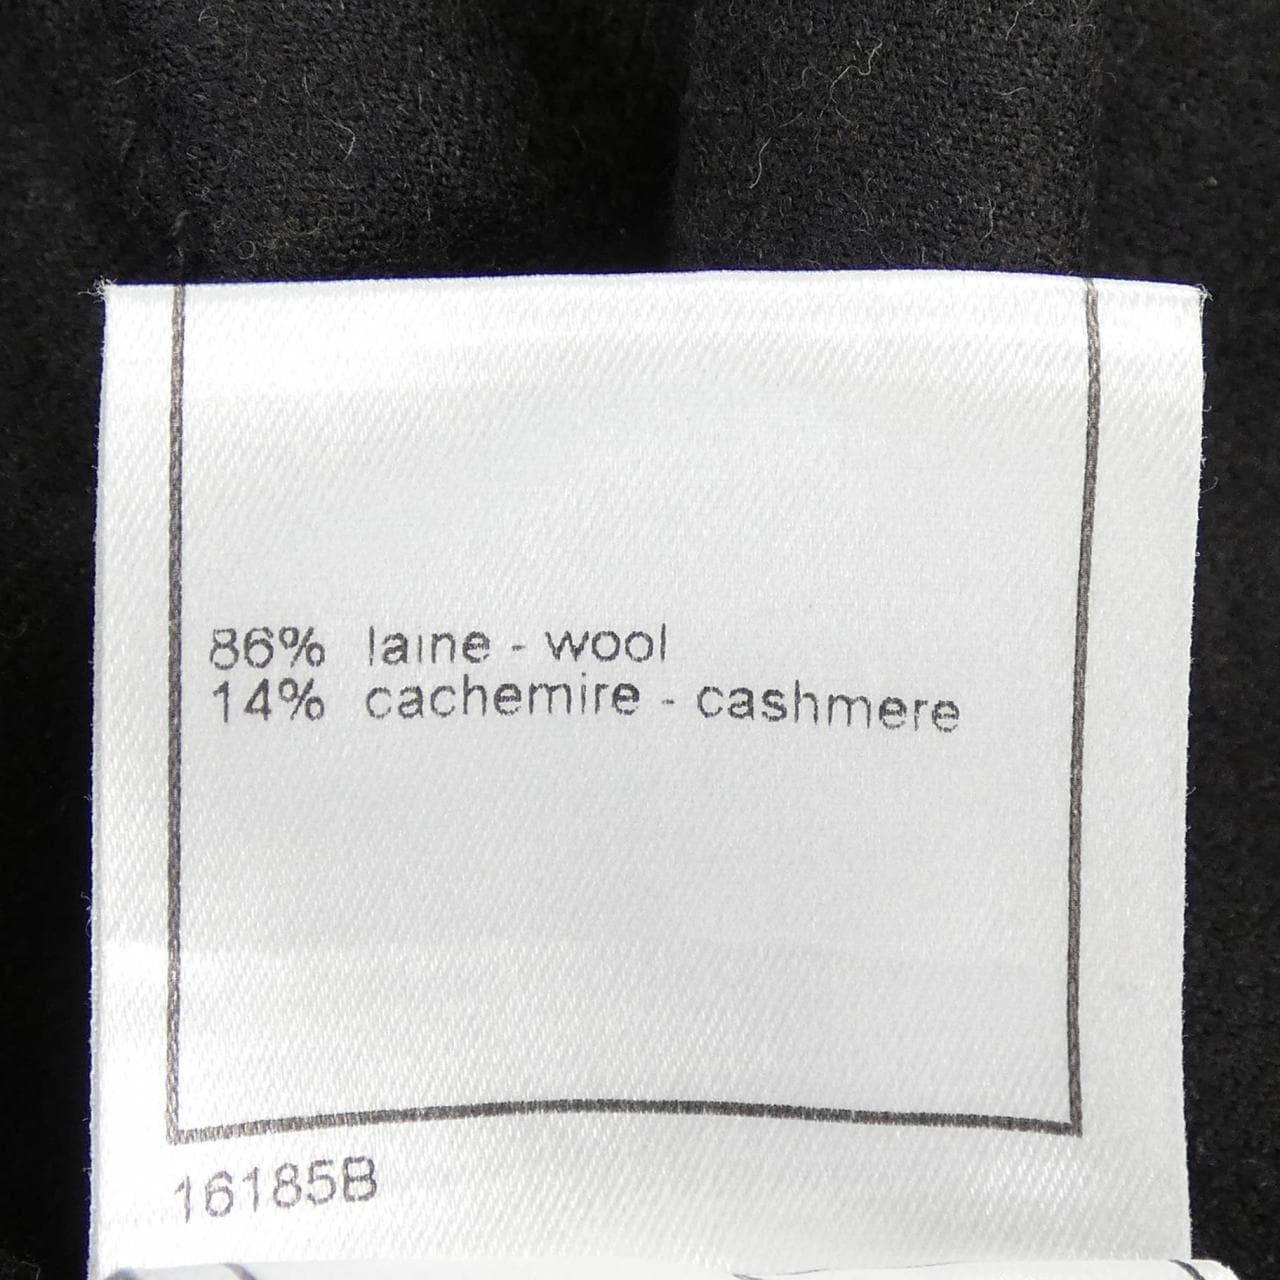 86% laine - wool
14% cachemire - cashmere
16185B